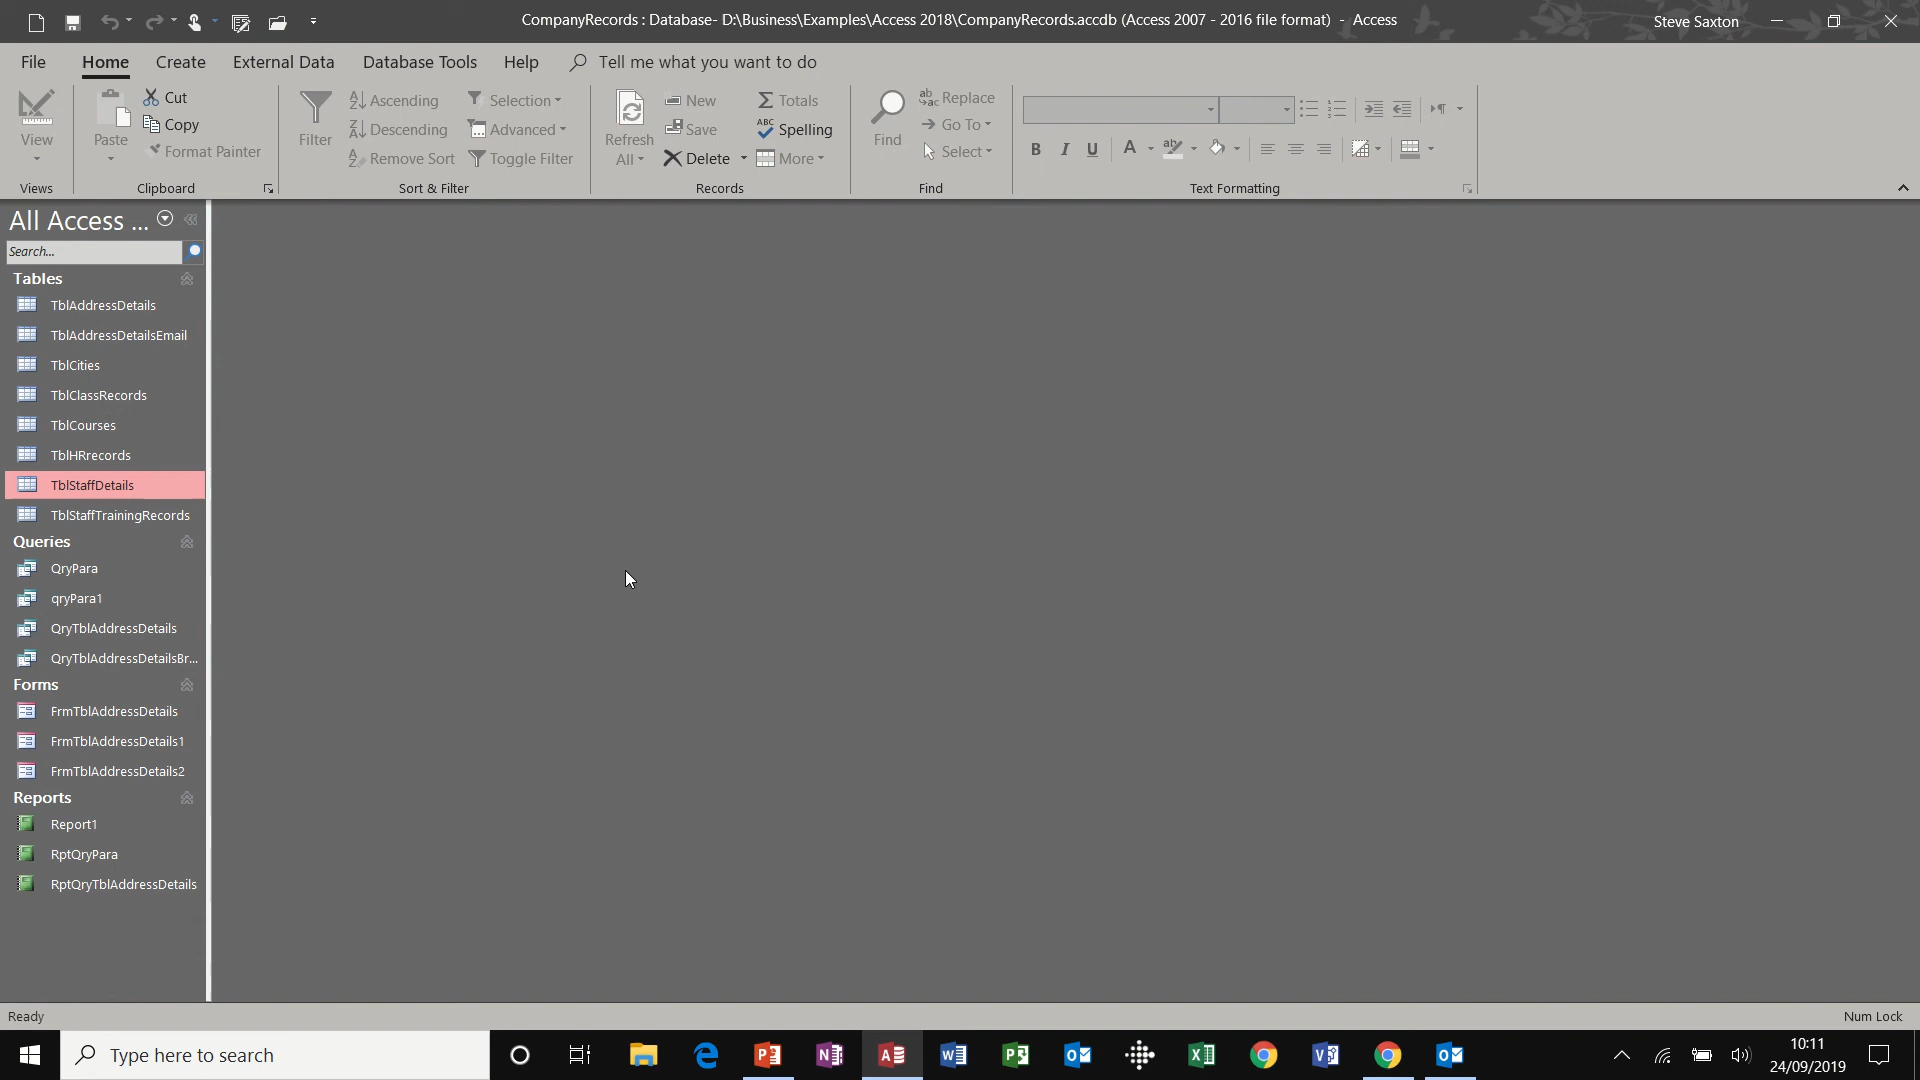 CompanyRecords : Database- D:\Business\Examples\Access 2018\CompanyRecords.accdb (Access 2007 - 2016 file format) - Access
Steve Saxton
File Home Create External Data Database Tools Help Tell me what you want to do
View
Views
Paste
Cut
Copy
Format Painter
Clipboard
Filter
Ascending
Descending
Remove Sort
Selection
Advanced
Toggle Filter
Sort & Filter
Refresh
All
New
Save
Delete
Totals
Spelling
More
Records
Find
Replace
Go To
Select
Find
B I U A
Text Formatting
All Access ...
Search...
Tables
TblAddressDetails
TblAddressDetailsEmail
TblCities
TblClassRecords
TblCourses
TblHRrecords
TblStaffDetails
TblStaffTrainingRecords
Queries
QryPara
qryPara1
QryTblAddressDetails
QryTblAddressDetailsBr...
Forms
FrmTblAddressDetails
FrmTblAddressDetails1
FrmTblAddressDetails2
Reports
Report1
RptQryPara
RptQryTblAddressDetails
Ready
Num Lock
Type here to search
10:11
24/09/2019